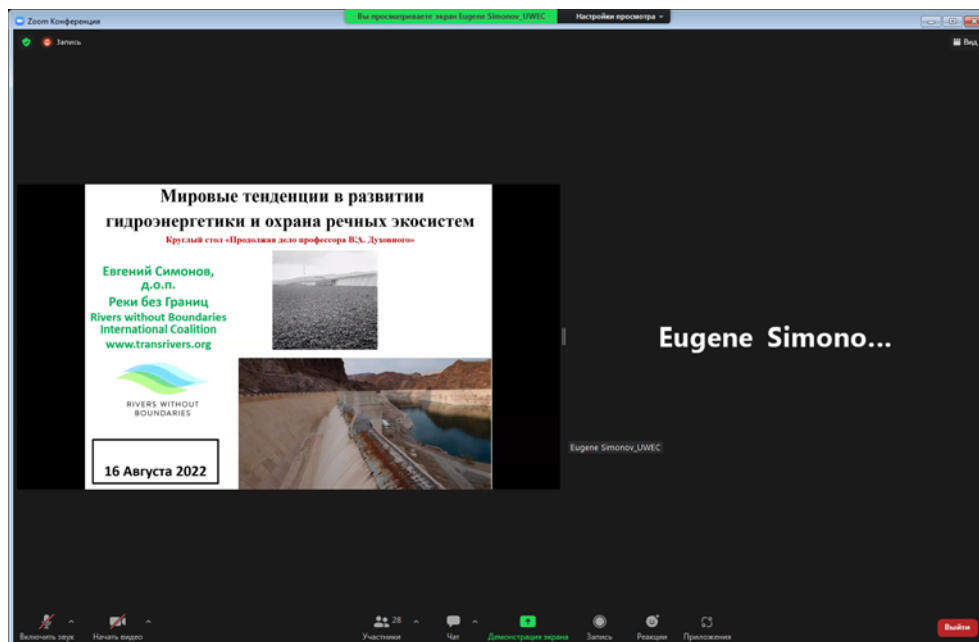 Zoom Конференция
Вы просматриваете экран Eugene Simonov_UWEC
Настройки просмотра
Запись
Вид
Мировые тенденции в развитии
гидроэнергетики и охрана речных экосистем
Круглый стол «Продолжая дело профессора В.А. Духовного»
Евгений Симонов,
д.о.п.
Реки без Границ
Rivers without Boundaries
International Coalition
www.transrivers.org
RIVERS WITHOUT
BOUNDARIES
16 Августа 2022
Eugene Simono...
Eugene Simonov_UWEC
Включить звук
Начать видео
28
Участники
Чат
Демонстрация экрана
Запись
Реакции
Приложения
Выйти